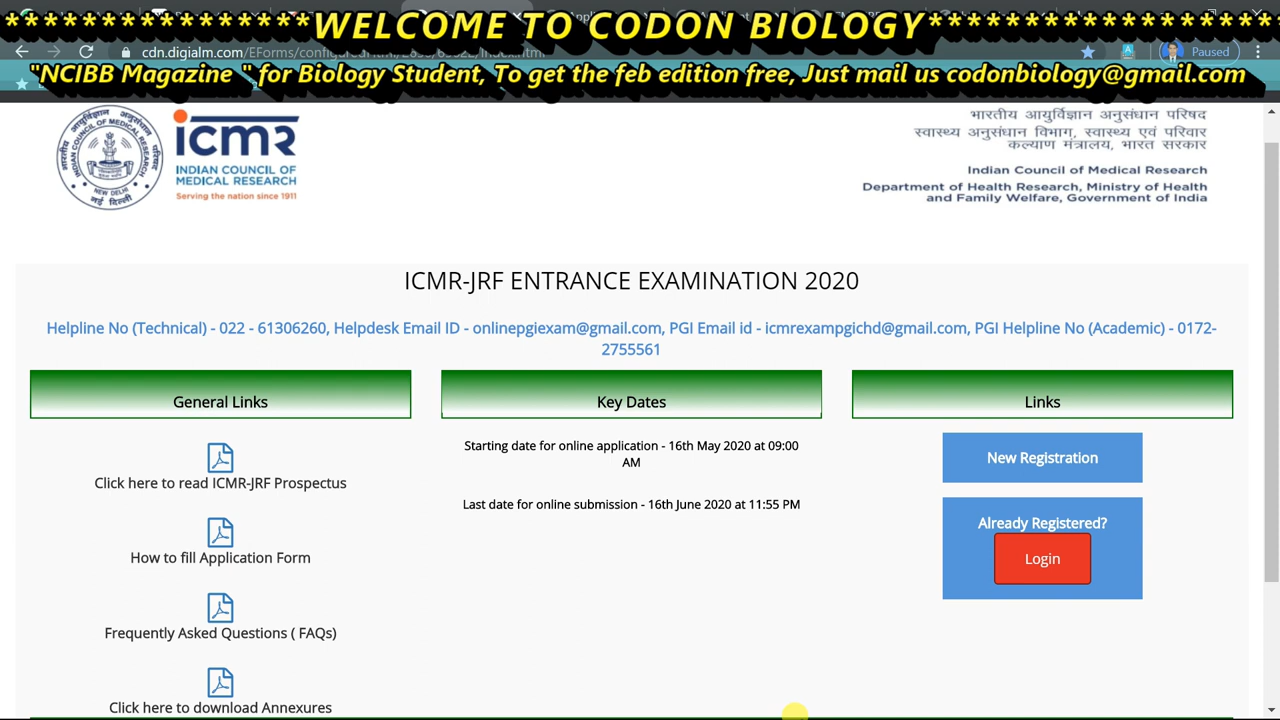 ****************WELCOME TO CODON BIOLOGY******************
Paused
"NCIBB Magazine " for Biology Student, To get the feb edition free, Just mail us codonbiology@gmail.com
icmr
INDIAN COUNCIL OF
MEDICAL RESEARCH
Serving the nation since 1911
भारतीय आयुर्विज्ञान अनुसंधान परिषद
स्वास्थ्य अनुसंधान विभाग, स्वास्थ्य एवं परिवार
कल्याण मंत्रालय, भारत सरकार
Indian Council of Medical Research
Department of Health Research, Ministry of Health
and Family Welfare, Government of India
ICMR-JRF ENTRANCE EXAMINATION 2020
Helpline No (Technical) - 022 - 61306260, Helpdesk Email ID - onlinepgiexam@gmail.com, PGI Email id - icmrexampgichd@gmail.com, PGI Helpline No (Academic) - 0172-
2755561
General Links
Click here to read ICMR-JRF Prospectus
How to fill Application Form
Frequently Asked Questions ( FAQs)
Click here to download Annexures
Key Dates
Starting date for online application - 16th May 2020 at 09:00
AM
Last date for online submission - 16th June 2020 at 11:55 PM
Links
New Registration
Already Registered?
Login